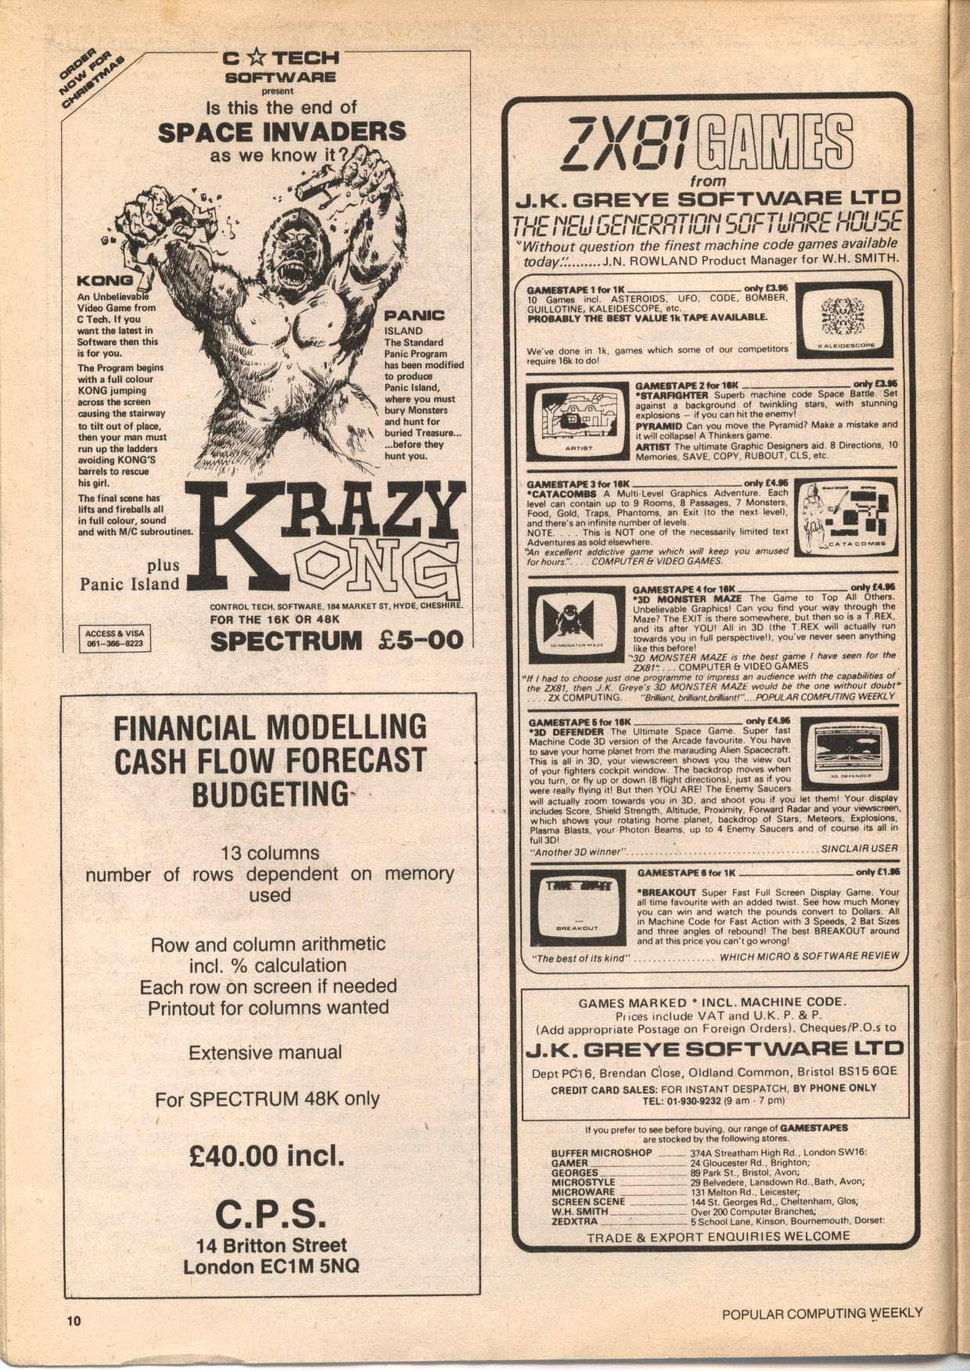 ORDER
NOW FOR
CHRISTMAS
C ☆ TECH
SOFTWARE
present
Is this the end of
SPACE INVADERS
as we know it?
KONG
An Unbelievable
Video Game from
C Tech. If you
want the latest in
Software then this
is for you.
The Program begins
with a full colour
KONG jumping
across the screen
causing the stairway
to tilt out of place,
then your man must
run up the ladders
avoiding KONG'S
barrels to rescue
his girl.
The final scene has
lifts and fireballs all
in full colour, sound
and with M/C subroutines.
PANIC
ISLAND
The Standard
Panic Program
has been modified
to produce
Panic Island,
where you must
bury Monsters
and hunt for
buried Treasure...
...before they
hunt you.
KRAZY
KONG
plus
Panic Island
CONTROL TECH. SOFTWARE, 184 MARKET ST, HYDE, CHESHIRE.
FOR THE 16K OR 48K
SPECTRUM £5-00
ACCESS & VISA
061-366-8223
FINANCIAL MODELLING
CASH FLOW FORECAST
BUDGETING
13 columns
number of rows dependent on memory
used
Row and column arithmetic
incl. % calculation
Each row on screen if needed
Printout for columns wanted
Extensive manual
For SPECTRUM 48K only
£40.00 incl.
C.P.S.
14 Britton Street
London EC1M 5NQ
ZX81 GAMES
from
J.K. GREYE SOFTWARE LTD
THE NEW GENERATION SOFTWARE HOUSE
"Without question the finest machine code games available
today.".........J.N. ROWLAND Product Manager for W.H. SMITH.
GAMESTAPE 1 for 1K only £3.95
10 Games incl. ASTEROIDS, UFO, CODE, BOMBER,
GUILLOTINE, KALEIDESCOPE, etc.
PROBABLY THE BEST VALUE 1k TAPE AVAILABLE.
We've done in 1k, games which some of our competitors
require 16k to do!
KALEIDESCOPE
GAMESTAPE 2 for 16K only £3.95
*STARFIGHTER Superb machine code Space Battle. Set
against a background of twinkling stars, with stunning
explosions — if you can hit the enemy!
PYRAMID Can you move the Pyramid? Make a mistake and
it will collapse! A Thinkers game.
ARTIST The ultimate Graphic Designers aid. 8 Directions, 10
Memories, SAVE, COPY, RUBOUT, CLS, etc.
ARTIST
GAMESTAPE 3 for 16K only £4.95
*CATACOMBS A Multi-Level Graphics Adventure. Each
level can contain up to 9 Rooms, 8 Passages, 7 Monsters,
Food, Gold, Traps, Phantoms, an Exit (to the next level),
and there's an infinite number of levels.
NOTE..... This is NOT one of the necessarily limited text
Adventures as sold elsewhere.
"An excellent addictive game which will keep you amused
for hours".....COMPUTER & VIDEO GAMES.
CATACOMBS
GAMESTAPE 4 for 16K only £4.95
*3D MONSTER MAZE The Game to Top All Others.
Unbelievable Graphics! Can you find your way through the
Maze? The EXIT is there somewhere, but then so is a T.REX,
and its after YOU! All in 3D (the T.REX will actually run
towards you in full perspective!), you've never seen anything
like this before!
"3D MONSTER MAZE is the best game I have seen for the
ZX81".....COMPUTER & VIDEO GAMES
"If I had to choose just one programme to impress an audience with the capabilities of
the ZX81, then J.K. Greye's 3D MONSTER MAZE would be the one without doubt"
.....ZX COMPUTING. "Brilliant, brilliant, brilliant!"....POPULAR COMPUTING WEEKLY
3D MONSTER MAZE
GAMESTAPE 5 for 16K only £4.95
*3D DEFENDER The Ultimate Space Game. Super fast
Machine Code 3D version of the Arcade favourite. You have
to save your home planet from the marauding Alien Spacecraft.
This is all in 3D, your viewscreen shows you the view out
of your fighters cockpit window. The backdrop moves when
you turn, or fly up or down (8 flight directions), just as if you
were really flying it! But then YOU ARE! The Enemy Saucers
will actually zoom towards you in 3D, and shoot you if you let them! Your display
includes Score, Shield Strength, Altitude, Proximity, Forward Radar and your viewscreen,
which shows your rotating home planet, backdrop of Stars, Meteors, Explosions,
Plasma Blasts, your Photon Beams, up to 4 Enemy Saucers and of course its all in
full 3D!
"Another 3D winner"............SINCLAIR USER
3D DEFENDER
GAMESTAPE 6 for 1K only £1.95
*BREAKOUT Super Fast Full Screen Display Game. Your
all time favourite with an added twist. See how much Money
you can win and watch the pounds convert to Dollars. All
in Machine Code for Fast Action with 3 Speeds, 2 Bat Sizes
and three angles of rebound! The best BREAKOUT around
and at this price you can't go wrong!
"The best of its kind"................WHICH MICRO & SOFTWARE REVIEW
BREAKOUT
GAMES MARKED * INCL. MACHINE CODE.
Prices include VAT and U.K. P. & P.
(Add appropriate Postage on Foreign Orders). Cheques/P.O.s to
J.K. GREYE SOFTWARE LTD
Dept PC16, Brendan Close, Oldland Common, Bristol BS15 6QE
CREDIT CARD SALES: FOR INSTANT DESPATCH, BY PHONE ONLY
TEL: 01-930-9232 (9 am - 7 pm)
If you prefer to see before buying, our range of GAMESTAPES
are stocked by the following stores.
BUFFER MICROSHOP 374A Streatham High Rd., London SW16;
GAMER 24 Gloucester Rd., Brighton;
GEORGES 89 Park St., Bristol, Avon;
MICROSTYLE 29 Belvedere, Lansdown Rd., Bath, Avon;
MICROWARE 131 Melton Rd., Leicester;
SCREEN SCENE 144 St. Georges Rd., Cheltenham, Glos;
W.H. SMITH Over 200 Computer Branches;
ZEDXTRA 5 School Lane, Kinson, Bournemouth, Dorset:
TRADE & EXPORT ENQUIRIES WELCOME
10
POPULAR COMPUTING WEEKLY